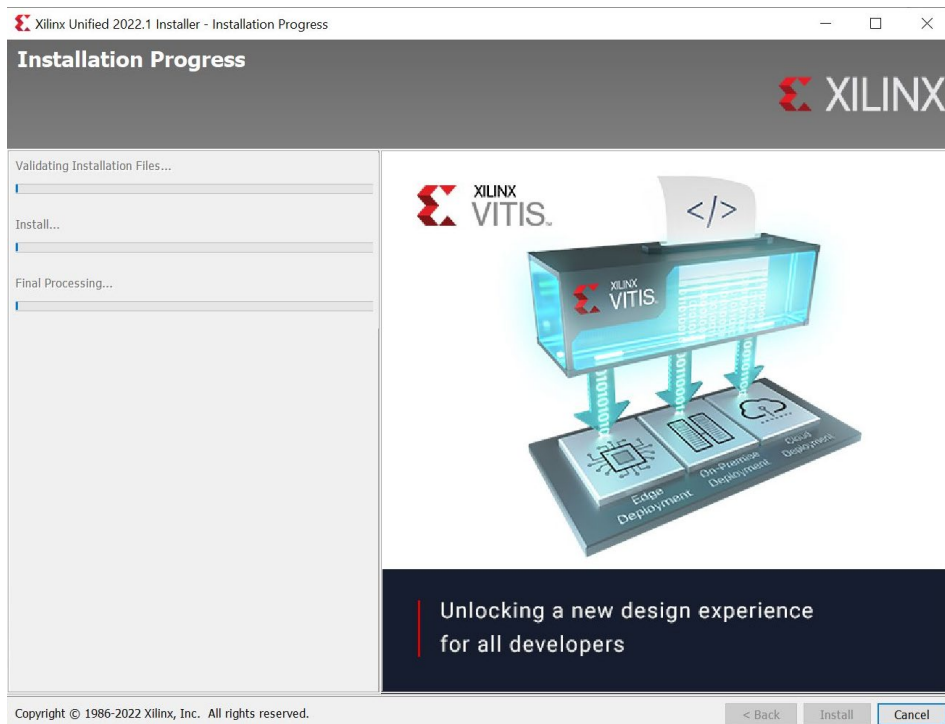 Xilinx Unified 2022.1 Installer - Installation Progress
Installation Progress
XILINX
Validating Installation Files...
Install...
Final Processing...
XILINX
VITIS™
</>
XILINX
VITIS™
Edge
Deployment
On-Premise
Deployment
Cloud
Deployment
Unlocking a new design experience
for all developers
Copyright © 1986-2022 Xilinx, Inc.  All rights reserved.
< Back
Install
Cancel